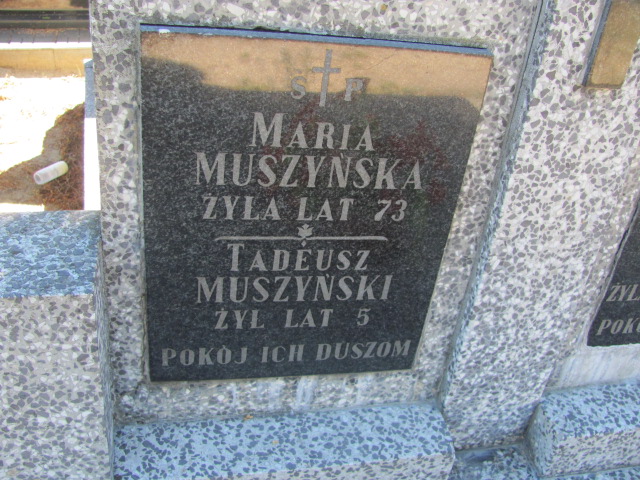 Ś P
MARIA
MUSZYŃSKA
ŻYŁA LAT 73
TADEUSZ
MUSZYŃSKI
ŻYŁ LAT 5
POKÓJ ICH DUSZOM